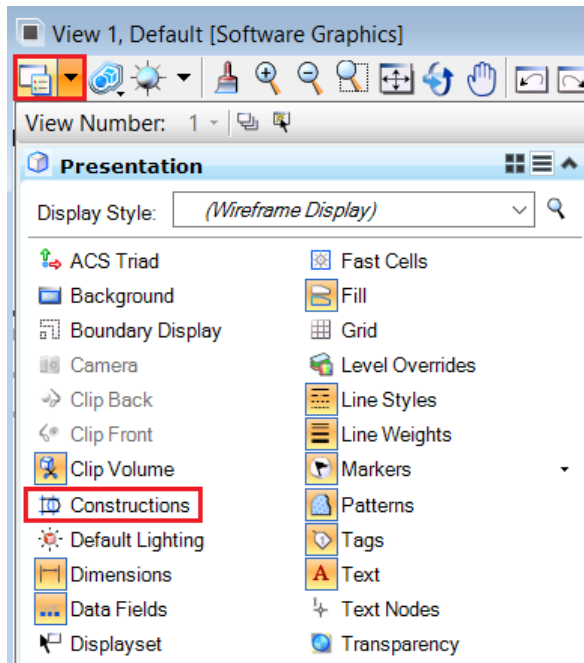 View 1, Default [Software Graphics]
View Number: 1
Presentation
Display Style: (Wireframe Display)
ACS Triad
Background
Boundary Display
Camera
Clip Back
Clip Front
Clip Volume
Constructions
Default Lighting
Dimensions
Data Fields
Displayset
Fast Cells
Fill
Grid
Level Overrides
Line Styles
Line Weights
Markers
Patterns
Tags
A Text
Text Nodes
Transparency